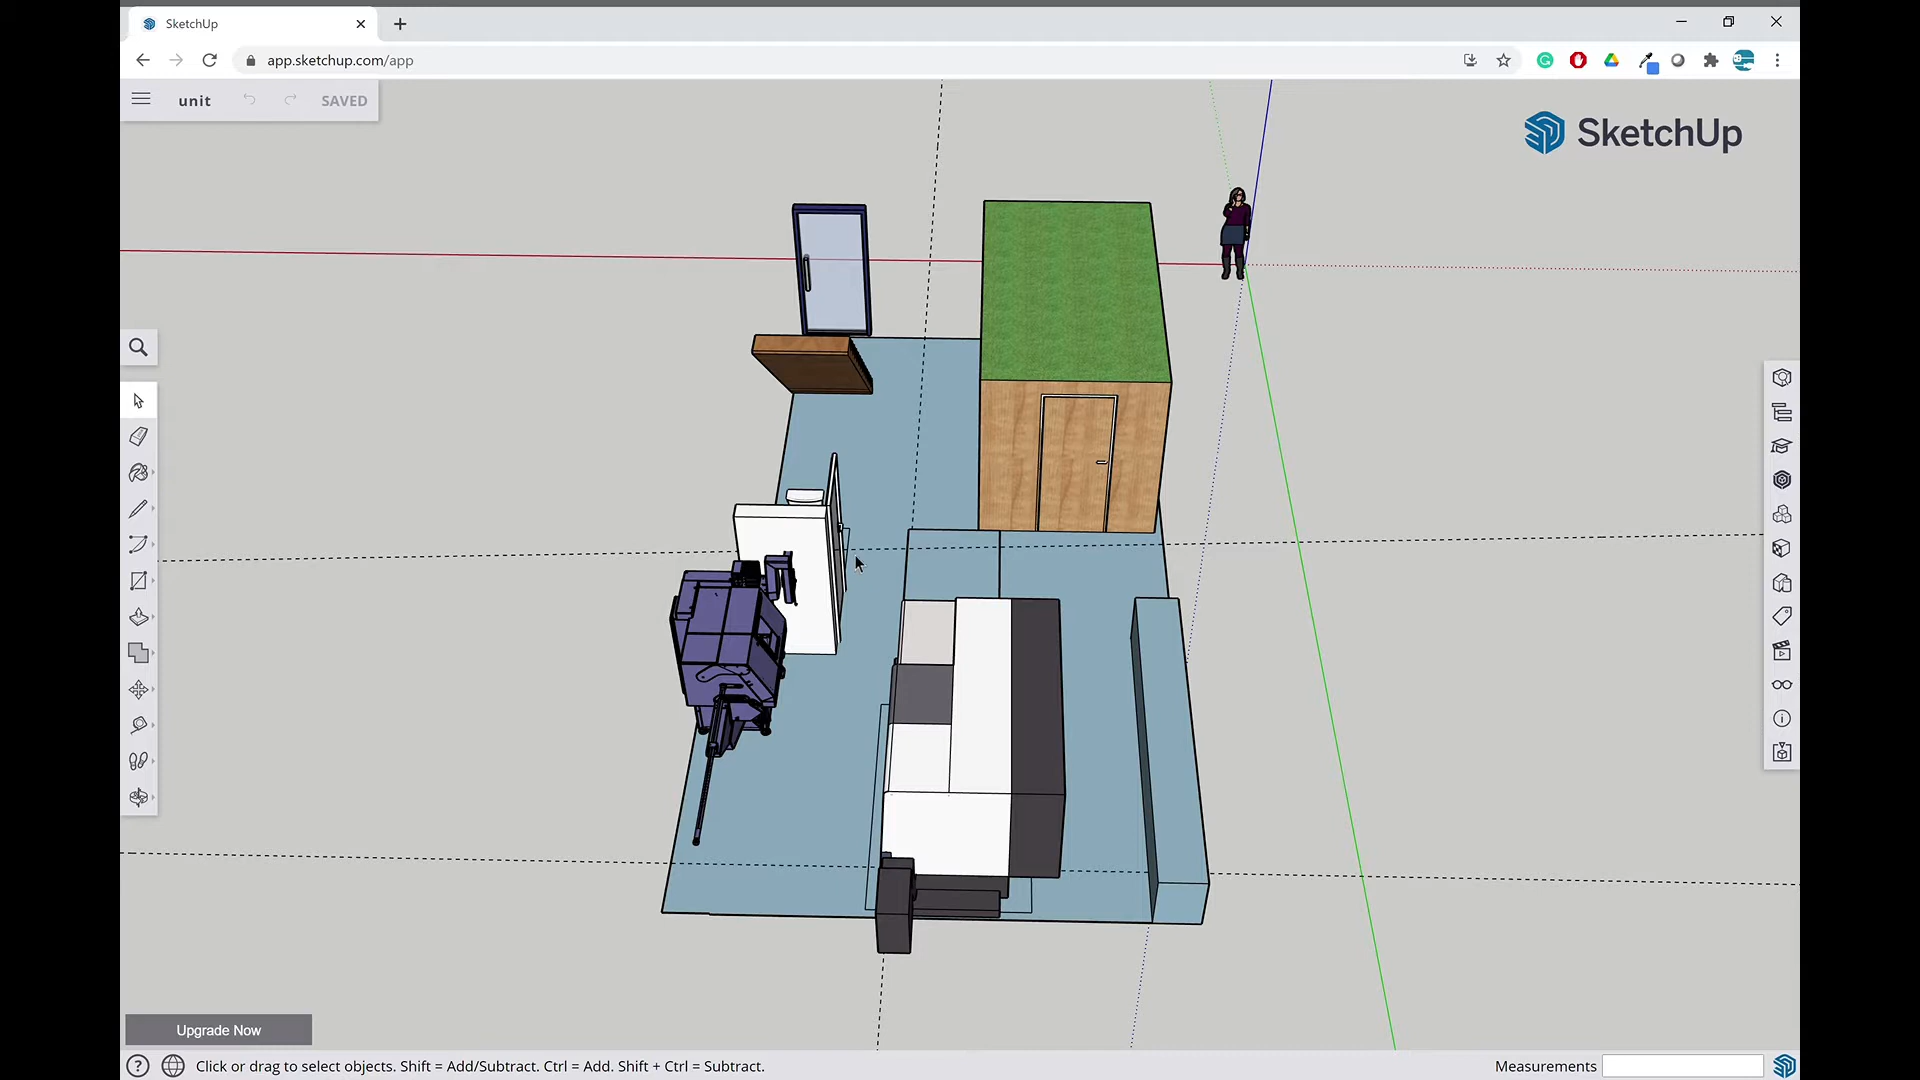 SketchUp
app.sketchup.com/app
unit
SAVED
SketchUp
Upgrade Now
Click or drag to select objects. Shift = Add/Subtract. Ctrl = Add. Shift + Ctrl = Subtract.
Measurements